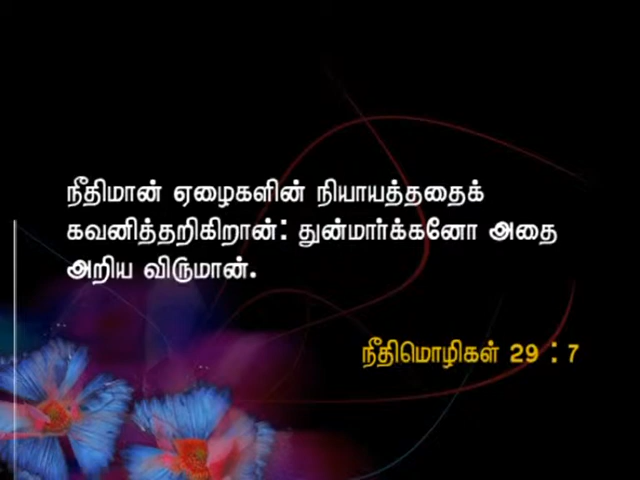 நீதிமான் ஏழைகளின் நியாயத்ததைக்
கவனித்தறிகிறான்: துன்மார்க்கனோ அதை
அறிய விருமான்.
நீதிமொழிகள் 29 : 7